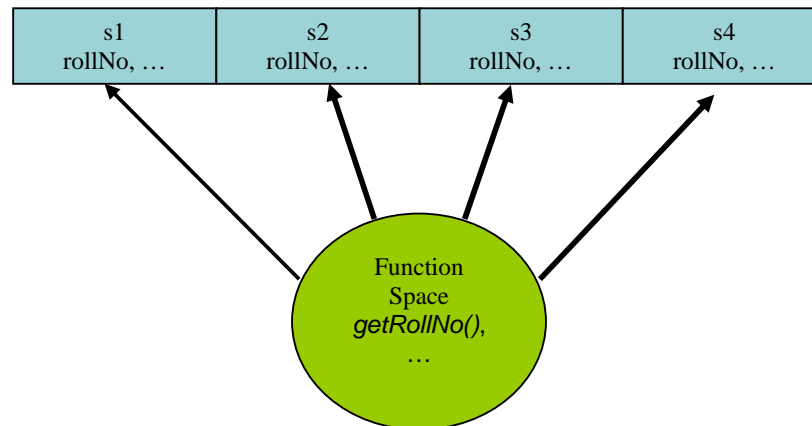 s1
rollNo, …
s2
rollNo, …
s3
rollNo, …
s4
rollNo, …
Function
Space
getRollNo(),
…